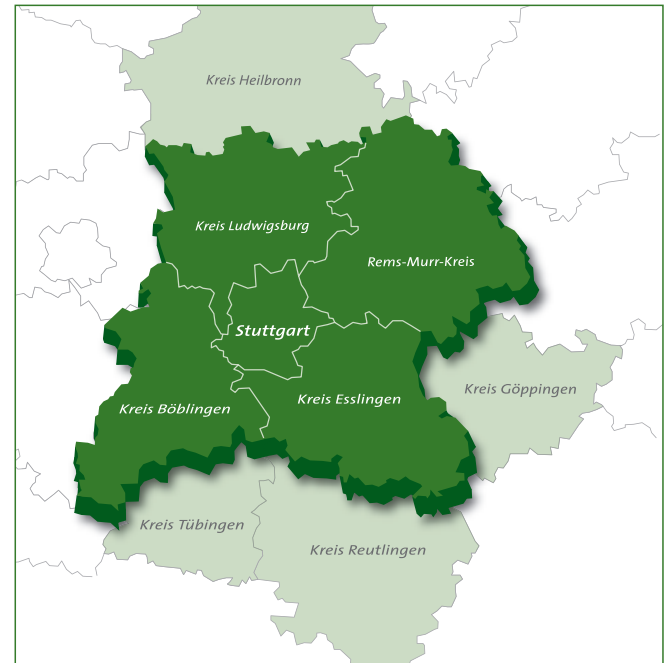 Kreis Heilbronn
Kreis Ludwigsburg
Rems-Murr-Kreis
Stuttgart
Kreis Göppingen
Kreis Esslingen
Kreis Böblingen
Kreis Tübingen
Kreis Reutlingen